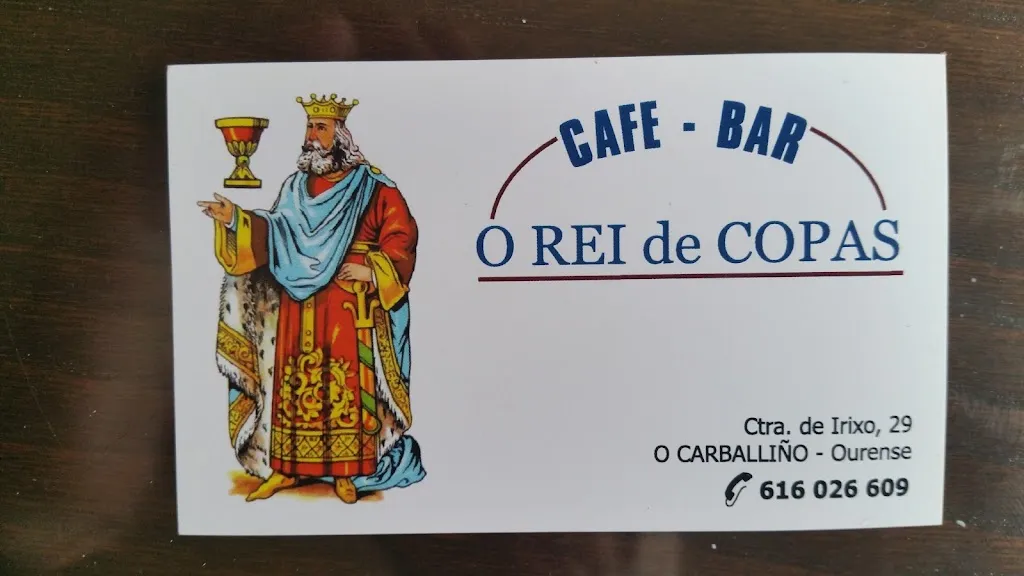 CAFE - BAR
O REI de COPAS
Ctra. de Irixo, 29
O CARBALLIÑO - Ourense
616 026 609